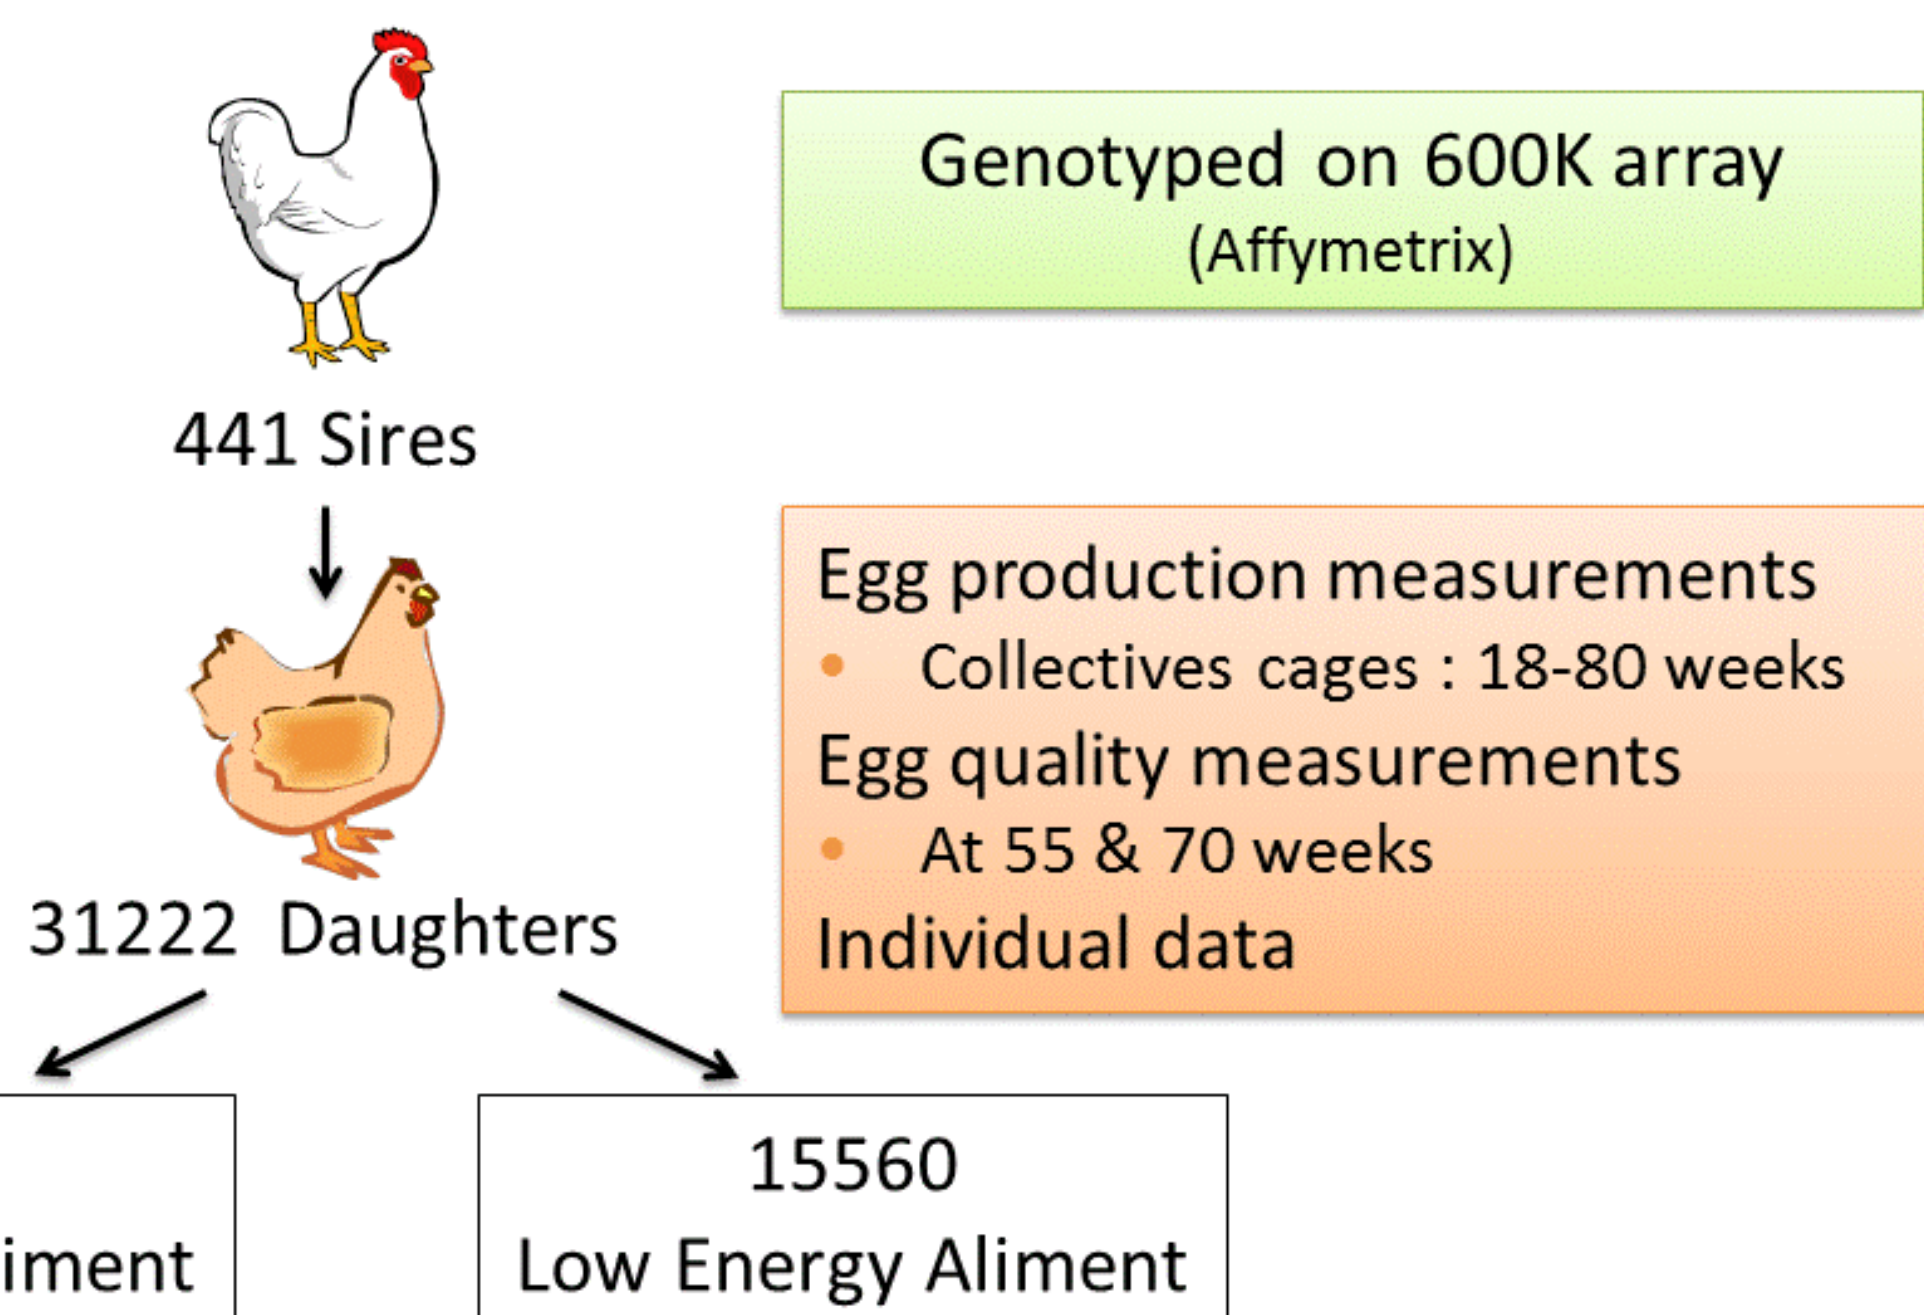 Genotyped on 600K array
(Affymetrix)
441 Sires
Egg production measurements
• Collectives cages : 18-80 weeks
Egg quality measurements
• At 55 & 70 weeks
Individual data
31222 Daughters
15560
Low Energy Aliment